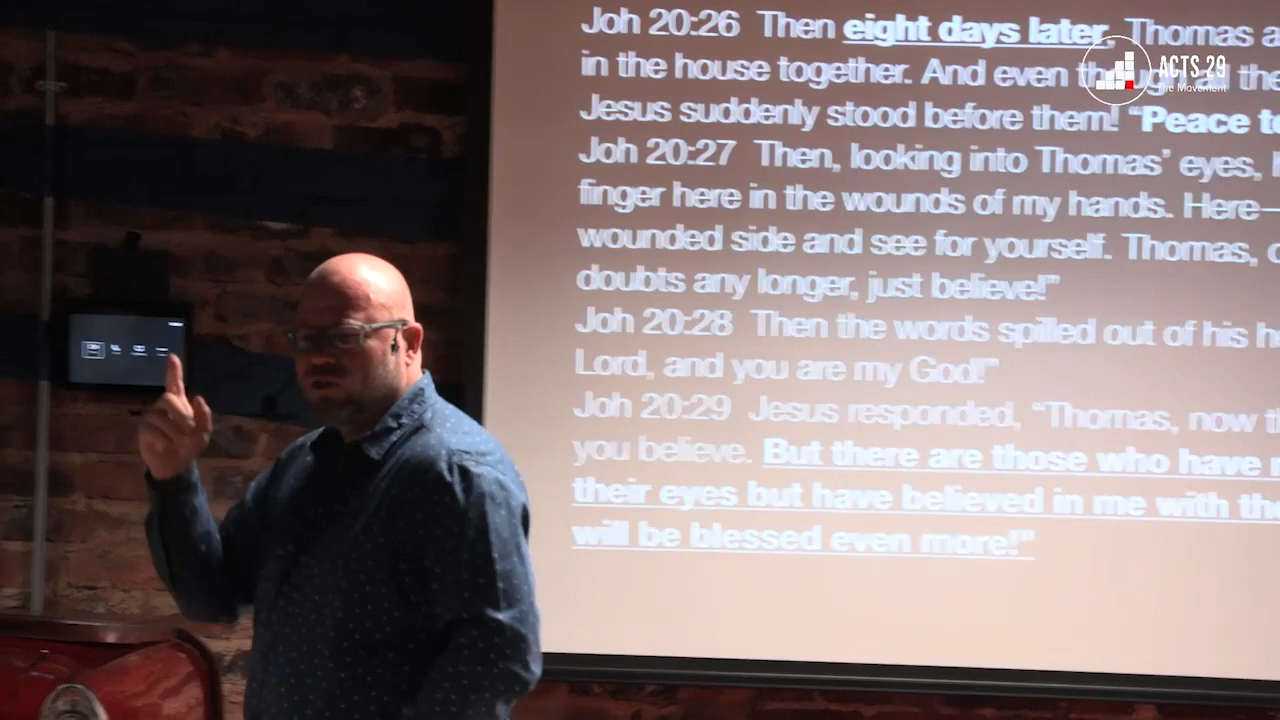 Joh 20:26 Then eight days later, Thomas a
in the house together. And even though all the
Jesus suddenly stood before them! “Peace to
Joh 20:27 Then, looking into Thomas’ eyes, h
finger here in the wounds of my hands. Here—
wounded side and see for yourself. Thomas,
doubts any longer, just believe!”
Joh 20:28 Then the words spilled out of his he
Lord, and you are my God!”
Joh 20:29 Jesus responded, “Thomas, now th
you believe. But there are those who have n
their eyes but have believed in me with the
will be blessed even more!”
ACTS 29
The Movement